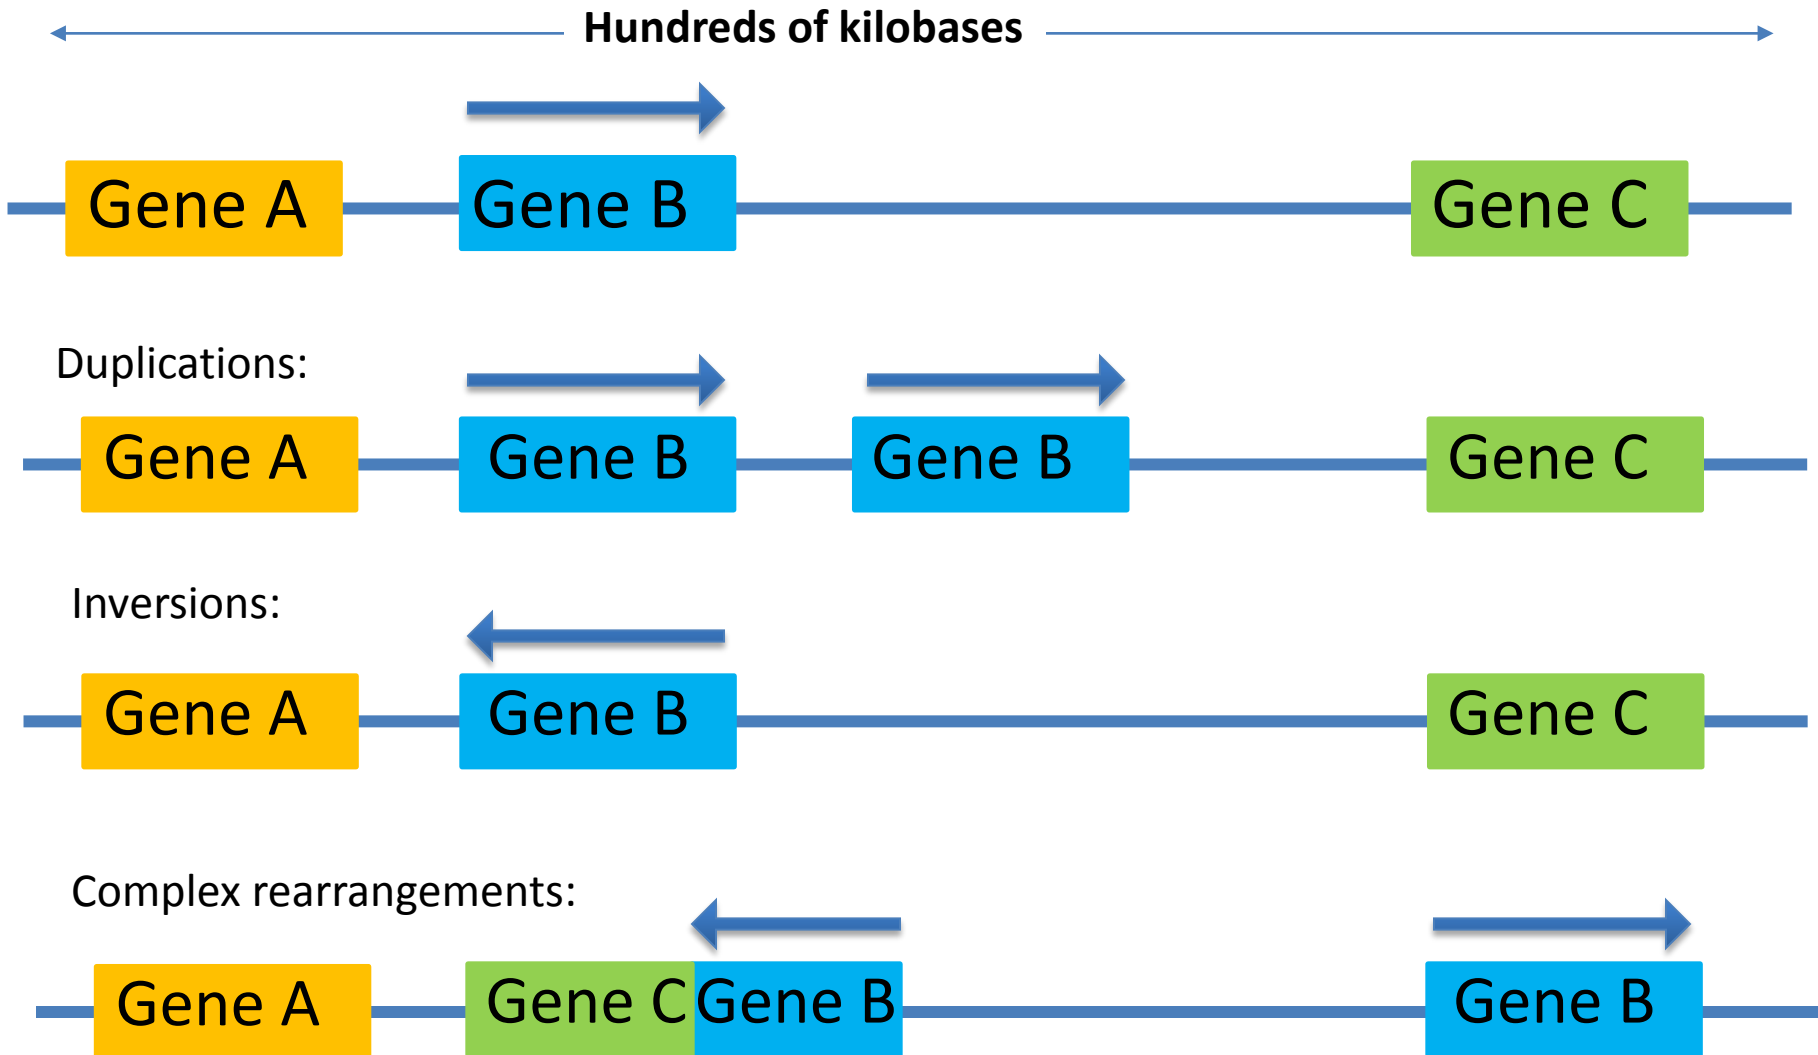 Hundreds of kilobases
Gene A Gene B Gene C
Duplications:
Gene A Gene B Gene B Gene C
Inversions:
Gene A Gene B Gene C
Complex rearrangements:
Gene A Gene C Gene B Gene B